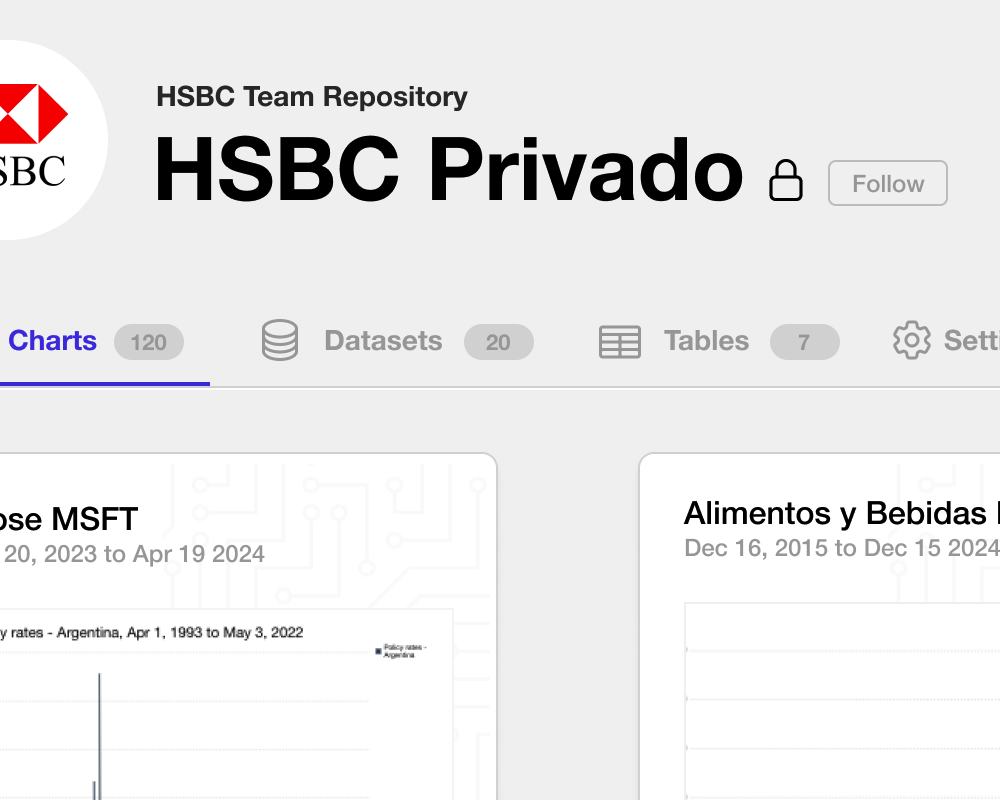 HSBC Team Repository
HSBC Privado
Follow
SBC
Charts 120
Datasets 20
Tables 7
Setti
ose MSFT
20, 2023 to Apr 19 2024
y rates - Argentina, Apr 1, 1993 to May 3, 2022
Policy rates -
Argentina
Alimentos y Bebidas
Dec 16, 2015 to Dec 15 2024